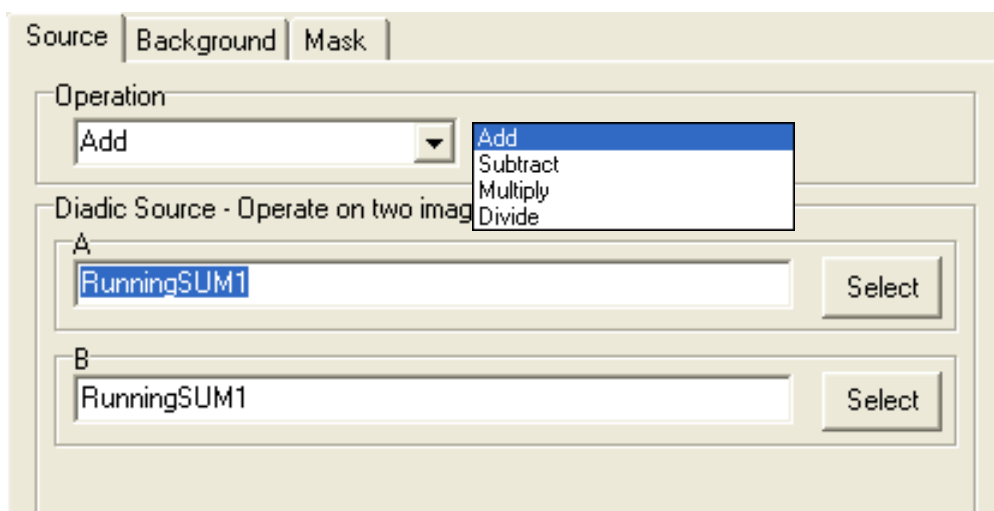 Source Background Mask
Operation
Add
Add
Subtract
Multiply
Divide
Diadic Source - Operate on two imag
A
RunningSUM1
Select
B
RunningSUM1
Select